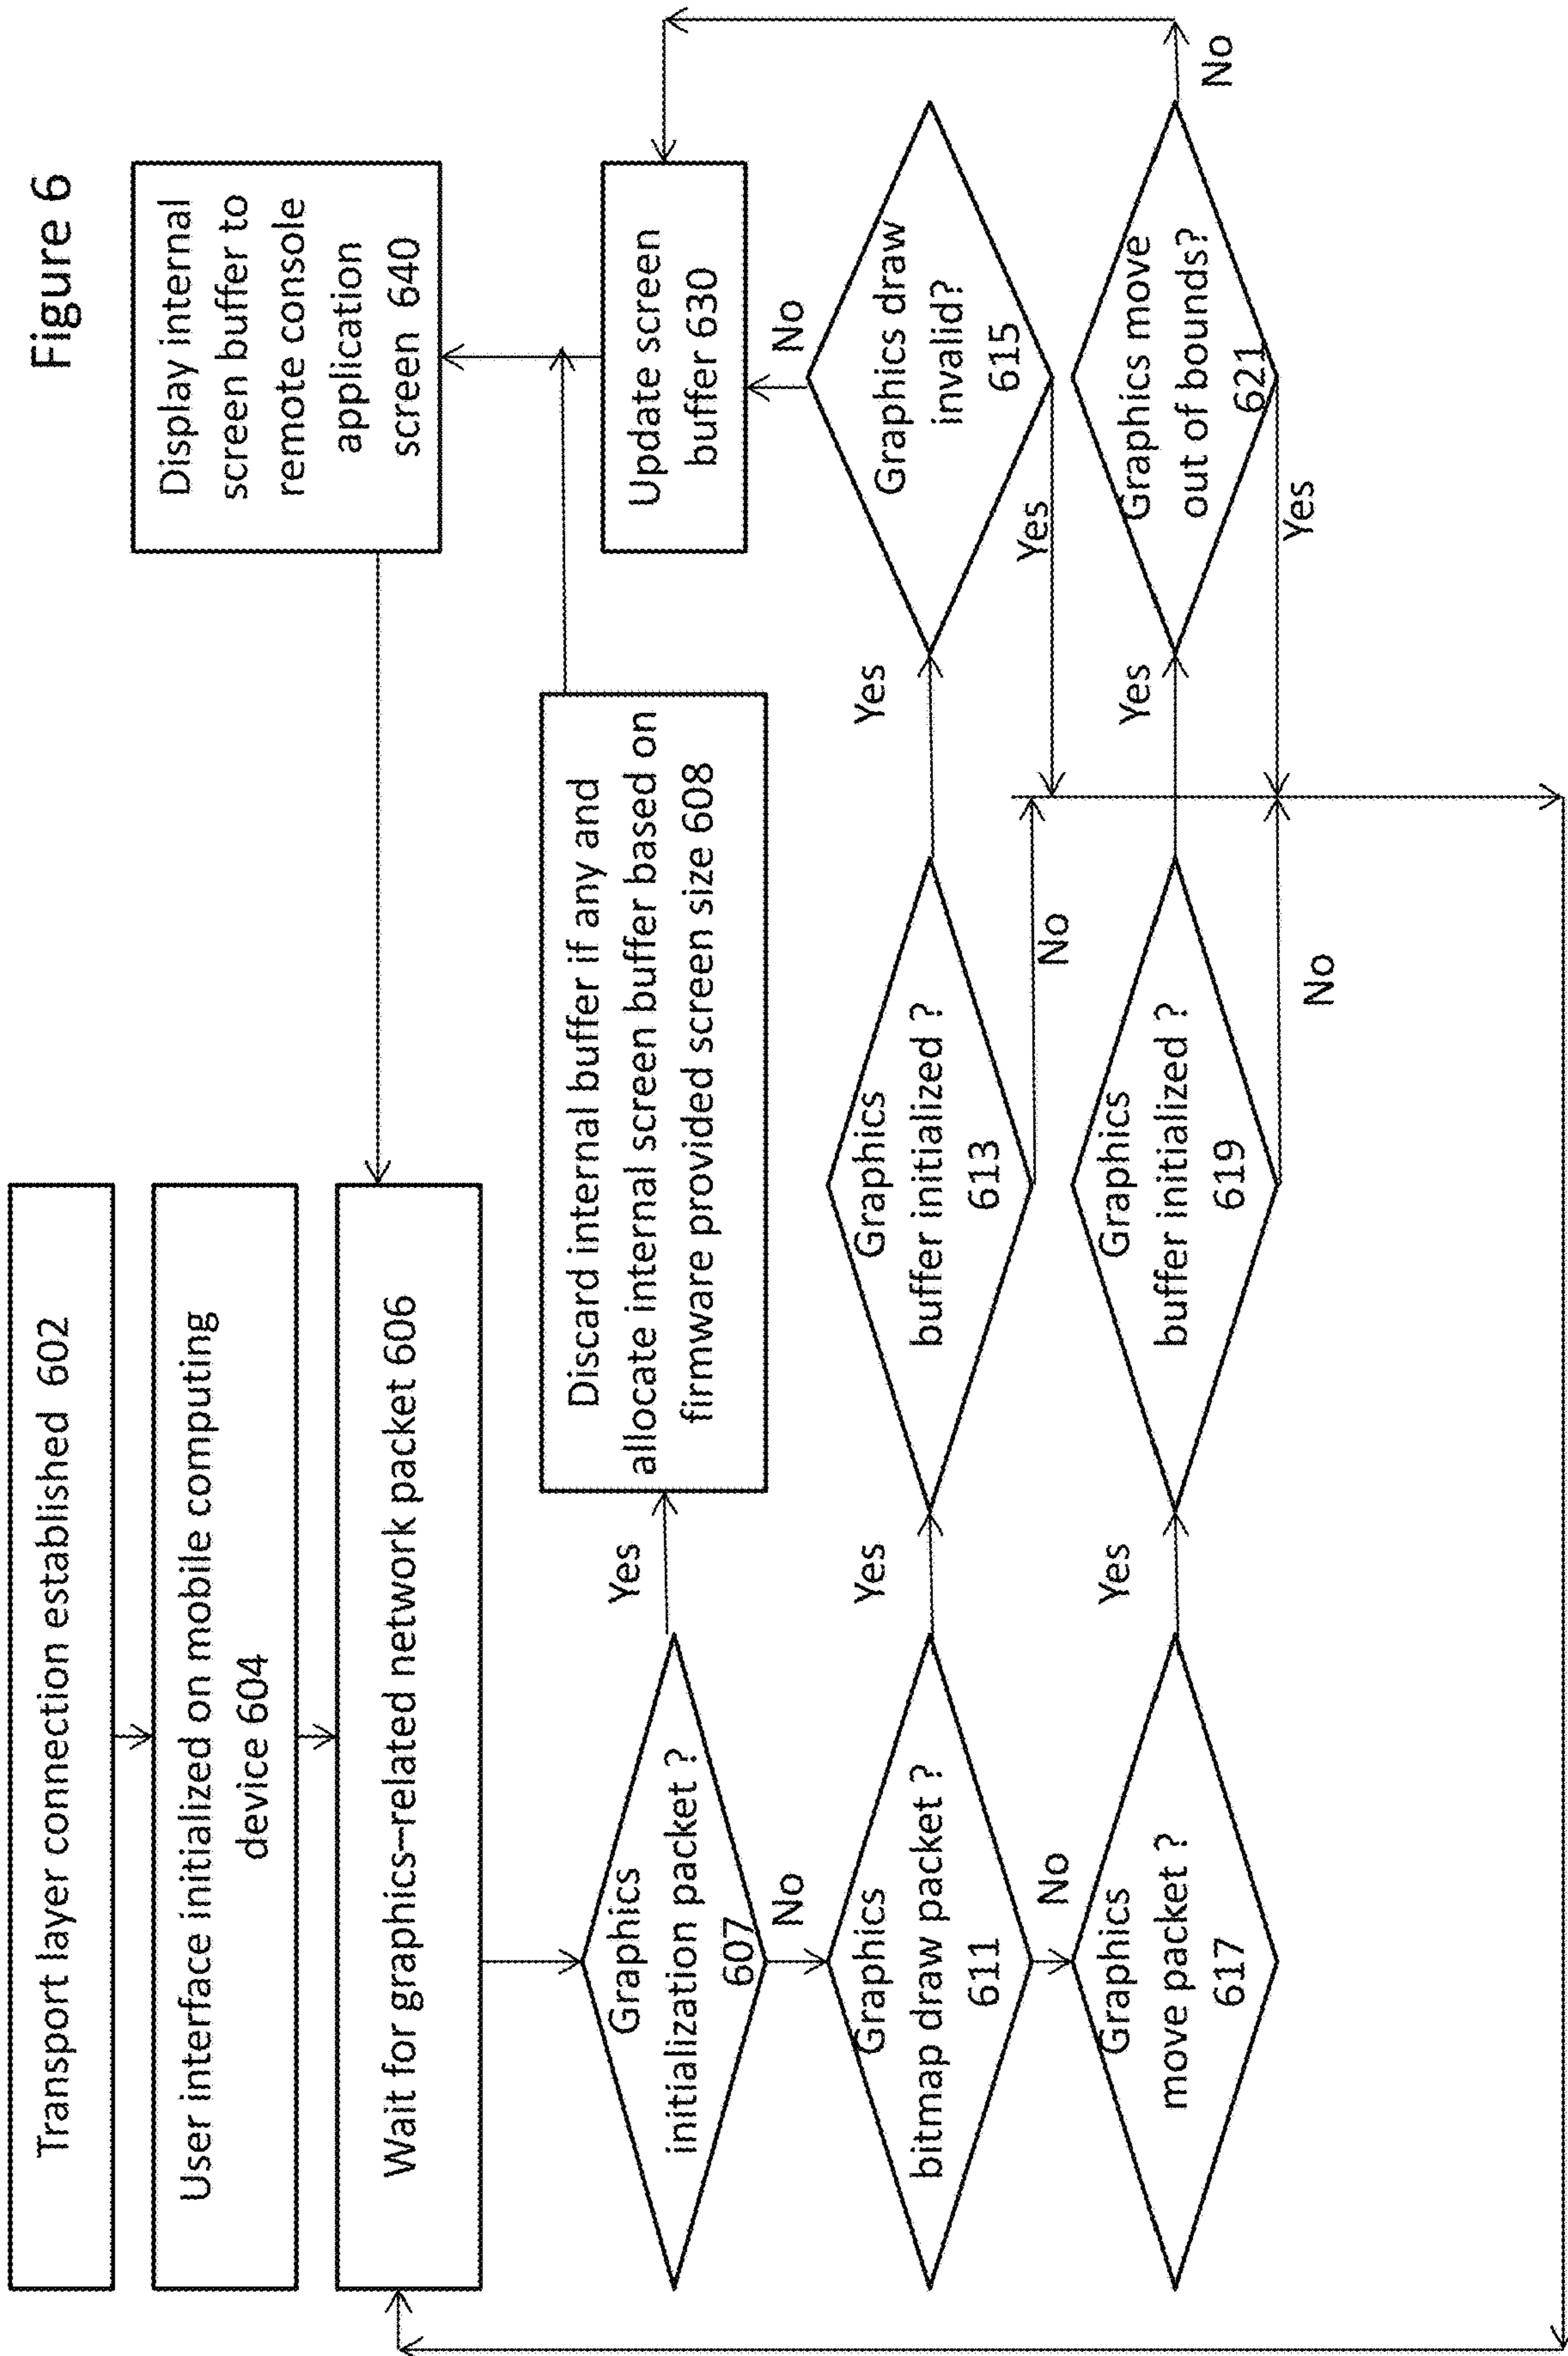 Figure 6
Transport layer connection established 602
User interface initialized on mobile computing
device 604
Wait for graphics–related network packet 606
Display internal
screen buffer to
remote console
application
screen 640
Graphics
initialization packet ?
607
Yes
Discard internal buffer if any and
allocate internal screen buffer based on
firmware provided screen size 608
Update screen
buffer 630
No
No
Graphics
bitmap draw packet ?
611
Yes
Graphics
buffer initialized ?
613
Yes
Graphics draw
invalid?
615
No
No
Yes
Graphics
move packet ?
617
Yes
Graphics
buffer initialized ?
619
Yes
Graphics move
out of bounds?
621
No
No
Yes